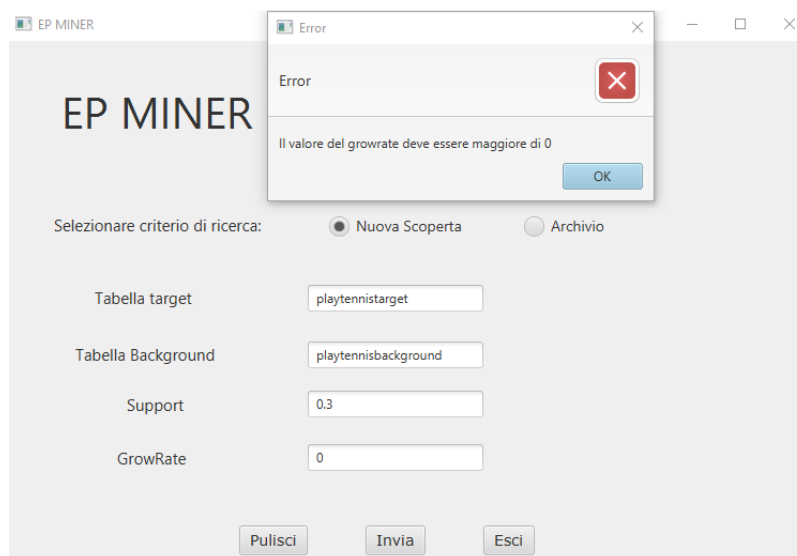 EP MINER
Error
Error
Il valore del growrate deve essere maggiore di 0
OK
EP MINER
Selezionare criterio di ricerca: Nuova Scoperta Archivio
Tabella target playtennistarget
Tabella Background playtennisbackground
Support 0.3
GrowRate 0
Pulisci Invia Esci